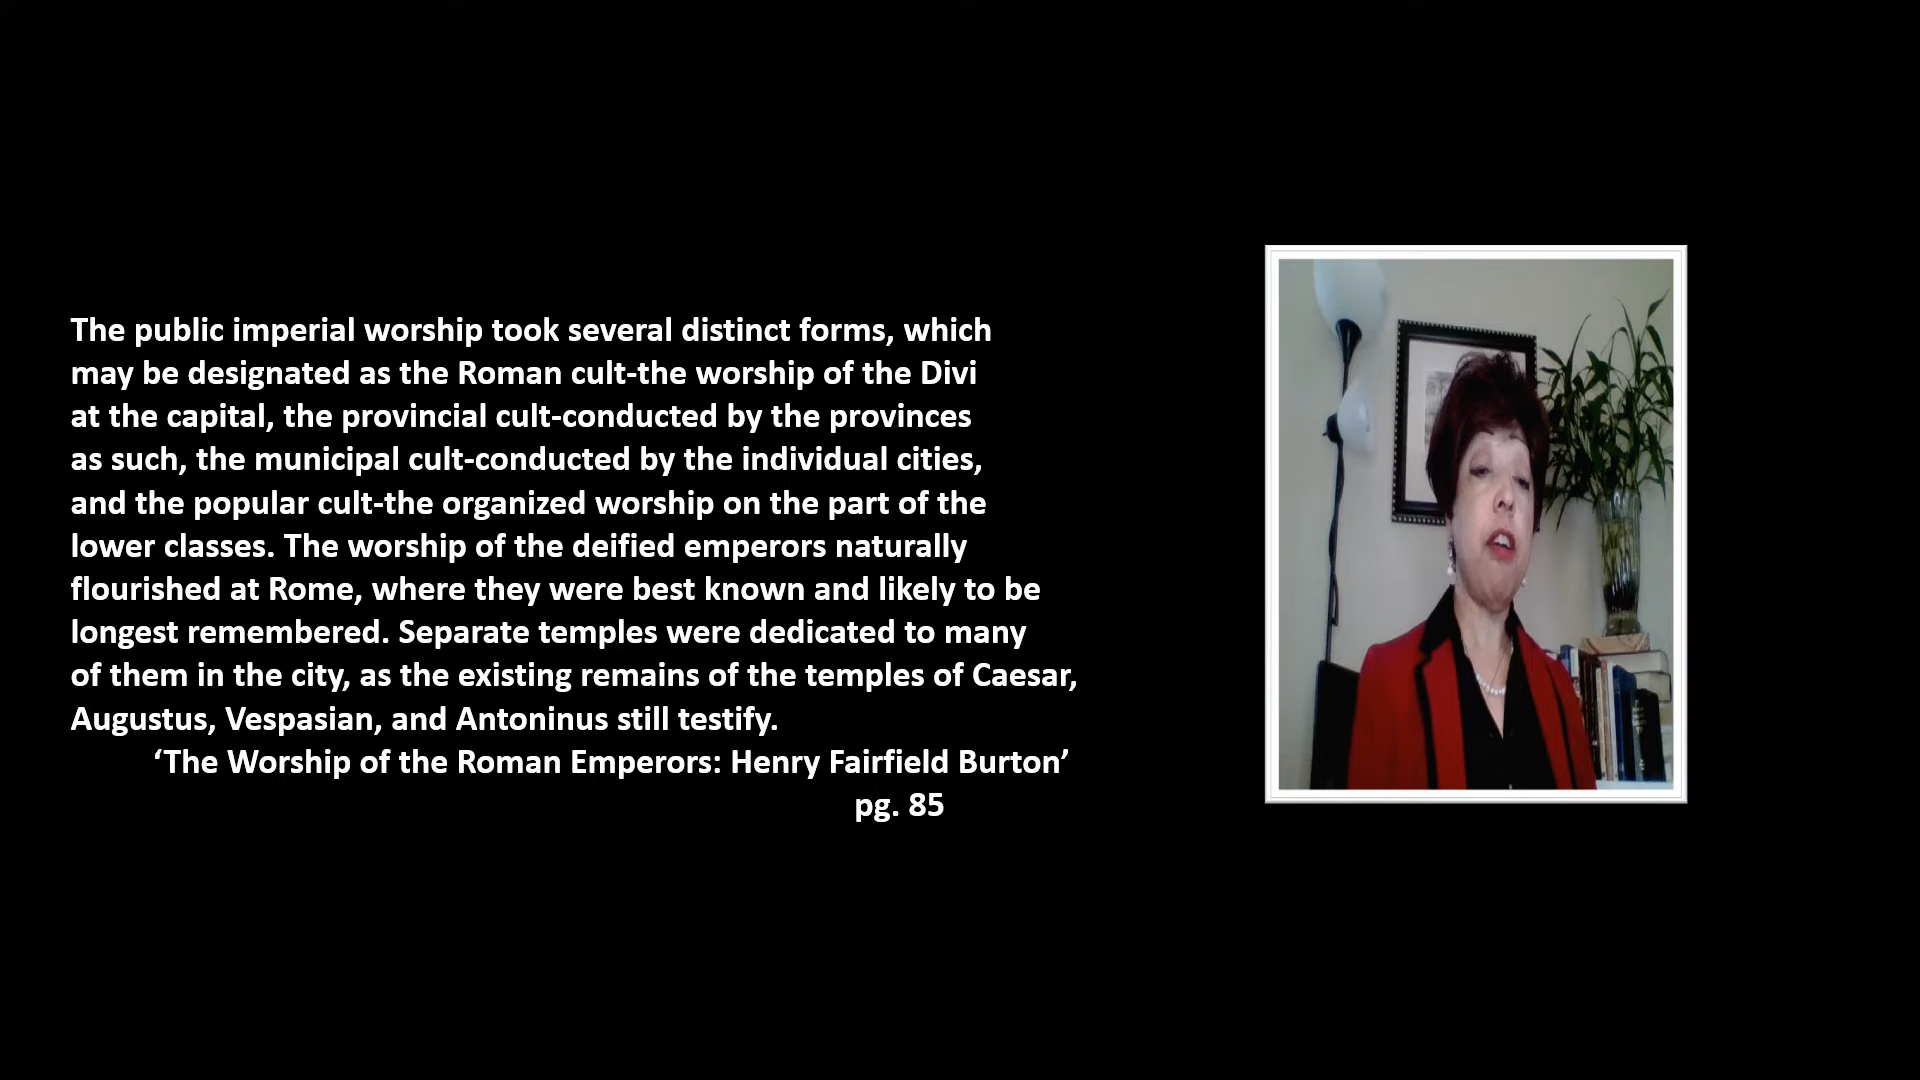 The public imperial worship took several distinct forms, which
may be designated as the Roman cult-the worship of the Divi
at the capital, the provincial cult-conducted by the provinces
as such, the municipal cult-conducted by the individual cities,
and the popular cult-the organized worship on the part of the
lower classes. The worship of the deified emperors naturally
flourished at Rome, where they were best known and likely to be
longest remembered. Separate temples were dedicated to many
of them in the city, as the existing remains of the temples of Caesar,
Augustus, Vespasian, and Antoninus still testify.
‘The Worship of the Roman Emperors: Henry Fairfield Burton’
pg. 85